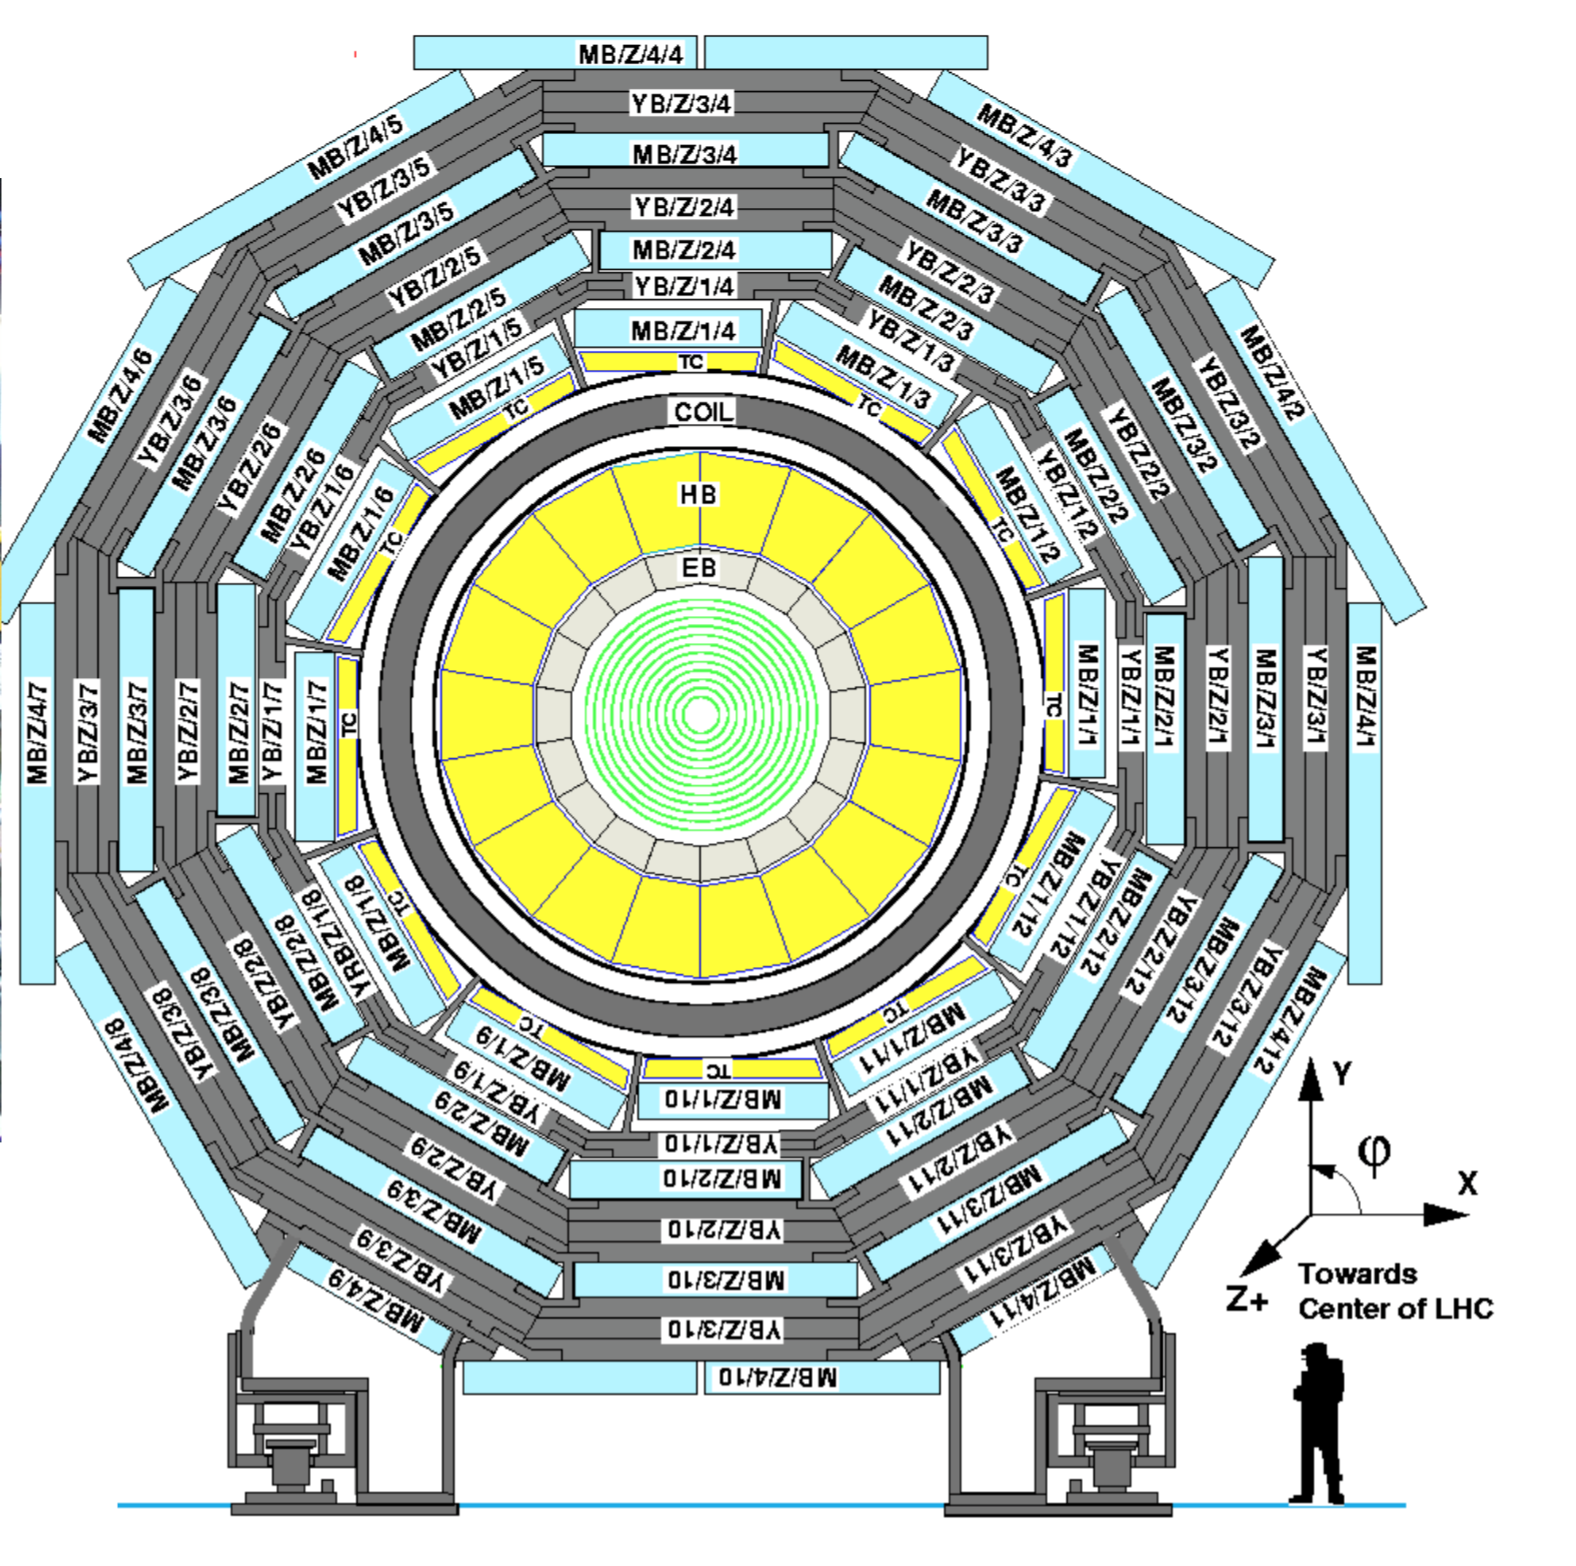 MB/Z/4/4
YB/Z/3/4
MB/Z/3/4
YB/Z/2/4
MB/Z/2/4
YB/Z/1/4
MB/Z/1/4
TC
COIL
HB
EB
MB/Z/4/3
YB/Z/3/3
MB/Z/3/3
YB/Z/2/3
MB/Z/2/3
YB/Z/1/3
MB/Z/1/3
TC
MB/Z/4/2
YB/Z/3/2
MB/Z/3/2
YB/Z/2/2
MB/Z/2/2
YB/Z/1/2
MB/Z/1/2
TC
MB/Z/4/1
YB/Z/3/1
MB/Z/3/1
YB/Z/2/1
MB/Z/2/1
YB/Z/1/1
MB/Z/1/1
TC
MB/Z/4/12
YB/Z/3/12
MB/Z/3/12
YB/Z/2/12
MB/Z/2/12
YB/Z/1/12
MB/Z/1/12
TC
MB/Z/4/11
YB/Z/3/11
MB/Z/3/11
YB/Z/2/11
MB/Z/2/11
YB/Z/1/11
MB/Z/1/11
TC
MB/Z/4/10
YB/Z/3/10
MB/Z/3/10
YB/Z/2/10
MB/Z/2/10
YB/Z/1/10
MB/Z/1/10
TC
MB/Z/4/9
YB/Z/3/9
MB/Z/3/9
YB/Z/2/9
MB/Z/2/9
YB/Z/1/9
MB/Z/1/9
TC
MB/Z/4/8
YB/Z/3/8
MB/Z/3/8
YB/Z/2/8
MB/Z/2/8
YRB/Z/1/8
MB/Z/1/8
TC
MB/Z/4/7
YB/Z/3/7
MB/Z/3/7
YB/Z/2/7
MB/Z/2/7
YB/Z/1/7
MB/Z/1/7
TC
MB/Z/4/6
YB/Z/3/6
MB/Z/3/6
YB/Z/2/6
MB/Z/2/6
YB/Z/1/6
MB/Z/1/6
TC
MB/Z/4/5
YB/Z/3/5
MB/Z/3/5
YB/Z/2/5
MB/Z/2/5
YB/Z/1/5
MB/Z/1/5
TC
Y
φ
X
Z+
Towards
Center of LHC